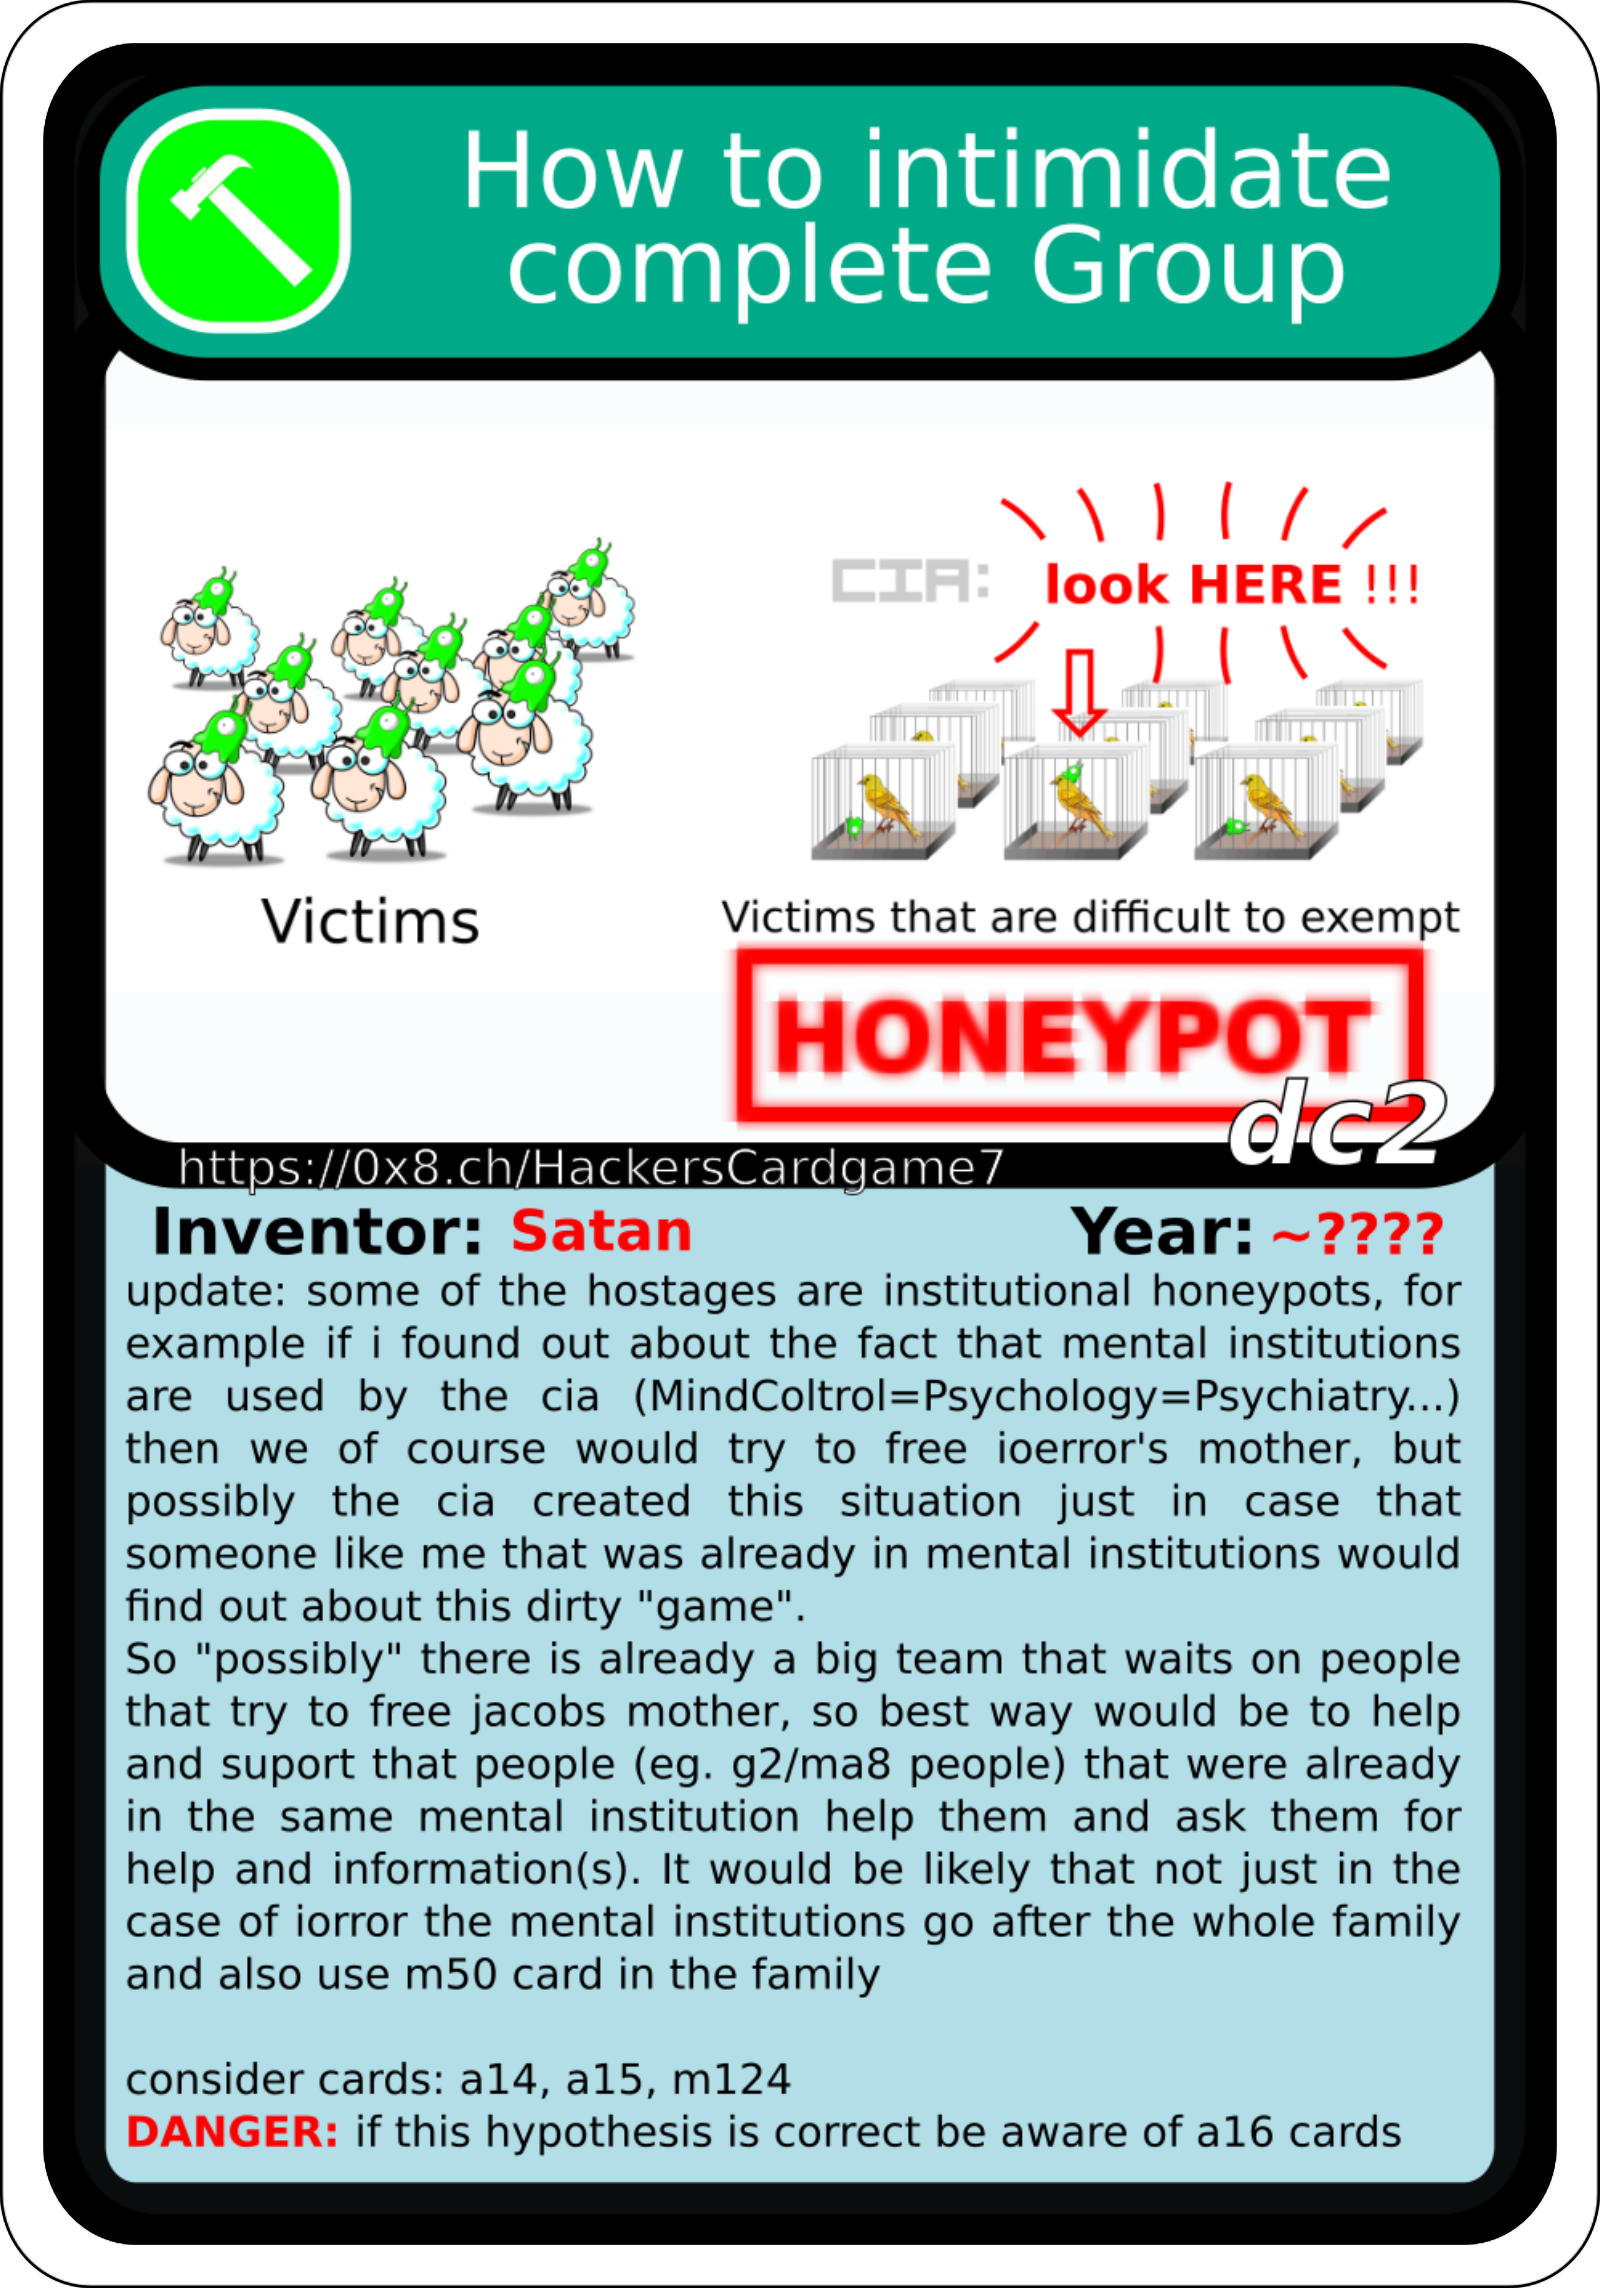 How to intimidate
complete Group
CIA:
look HERE !!!
Victims
Victims that are difficult to exempt
HONEYPOT
dc2
https://0x8.ch/HackersCardgame7
Inventor: Satan
Year: ~????
update: some of the hostages are institutional honeypots, for
example if i found out about the fact that mental institutions
are used by the cia (MindColtrol=Psychology=Psychiatry...)
then we of course would try to free ioerror's mother, but
possibly the cia created this situation just in case that
someone like me that was already in mental institutions would
find out about this dirty "game".
So "possibly" there is already a big team that waits on people
that try to free jacobs mother, so best way would be to help
and suport that people (eg. g2/ma8 people) that were already
in the same mental institution help them and ask them for
help and information(s). It would be likely that not just in the
case of iorror the mental institutions go after the whole family
and also use m50 card in the family
consider cards: a14, a15, m124
DANGER: if this hypothesis is correct be aware of a16 cards